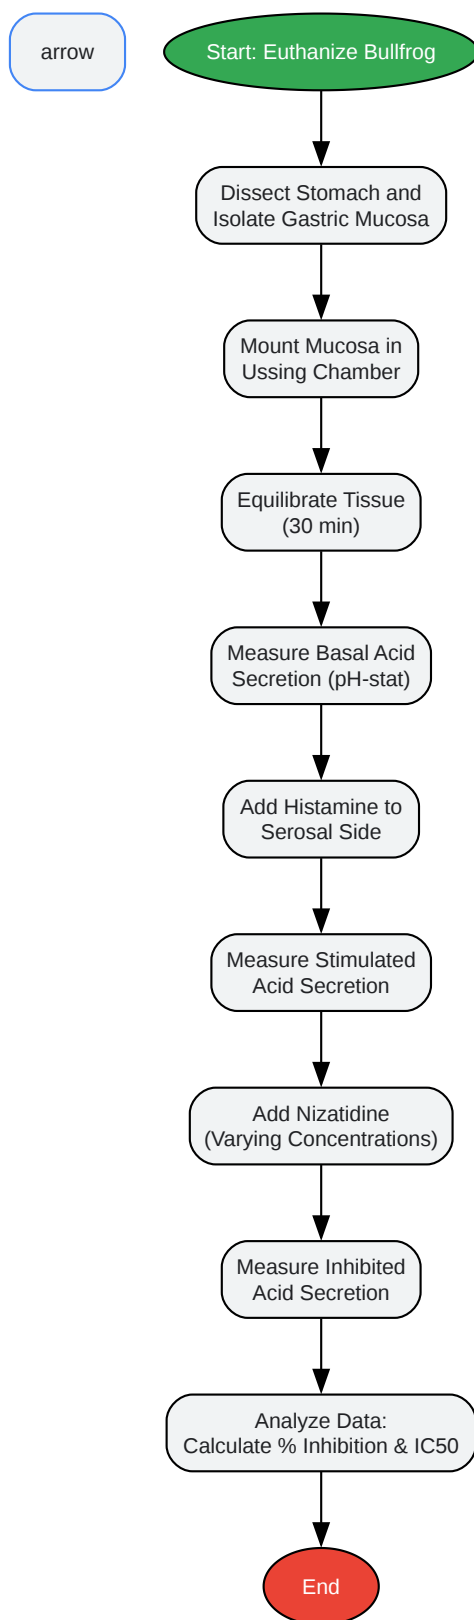 arrow
Start: Euthanize Bullfrog
Dissect Stomach and
Isolate Gastric Mucosa
Mount Mucosa in
Ussing Chamber
Equilibrate Tissue
(30 min)
Measure Basal Acid
Secretion (pH-stat)
Add Histamine to
Serosal Side
Measure Stimulated
Acid Secretion
Add Nizatidine
(Varying Concentrations)
Measure Inhibited
Acid Secretion
Analyze Data:
Calculate % Inhibition & IC50
End